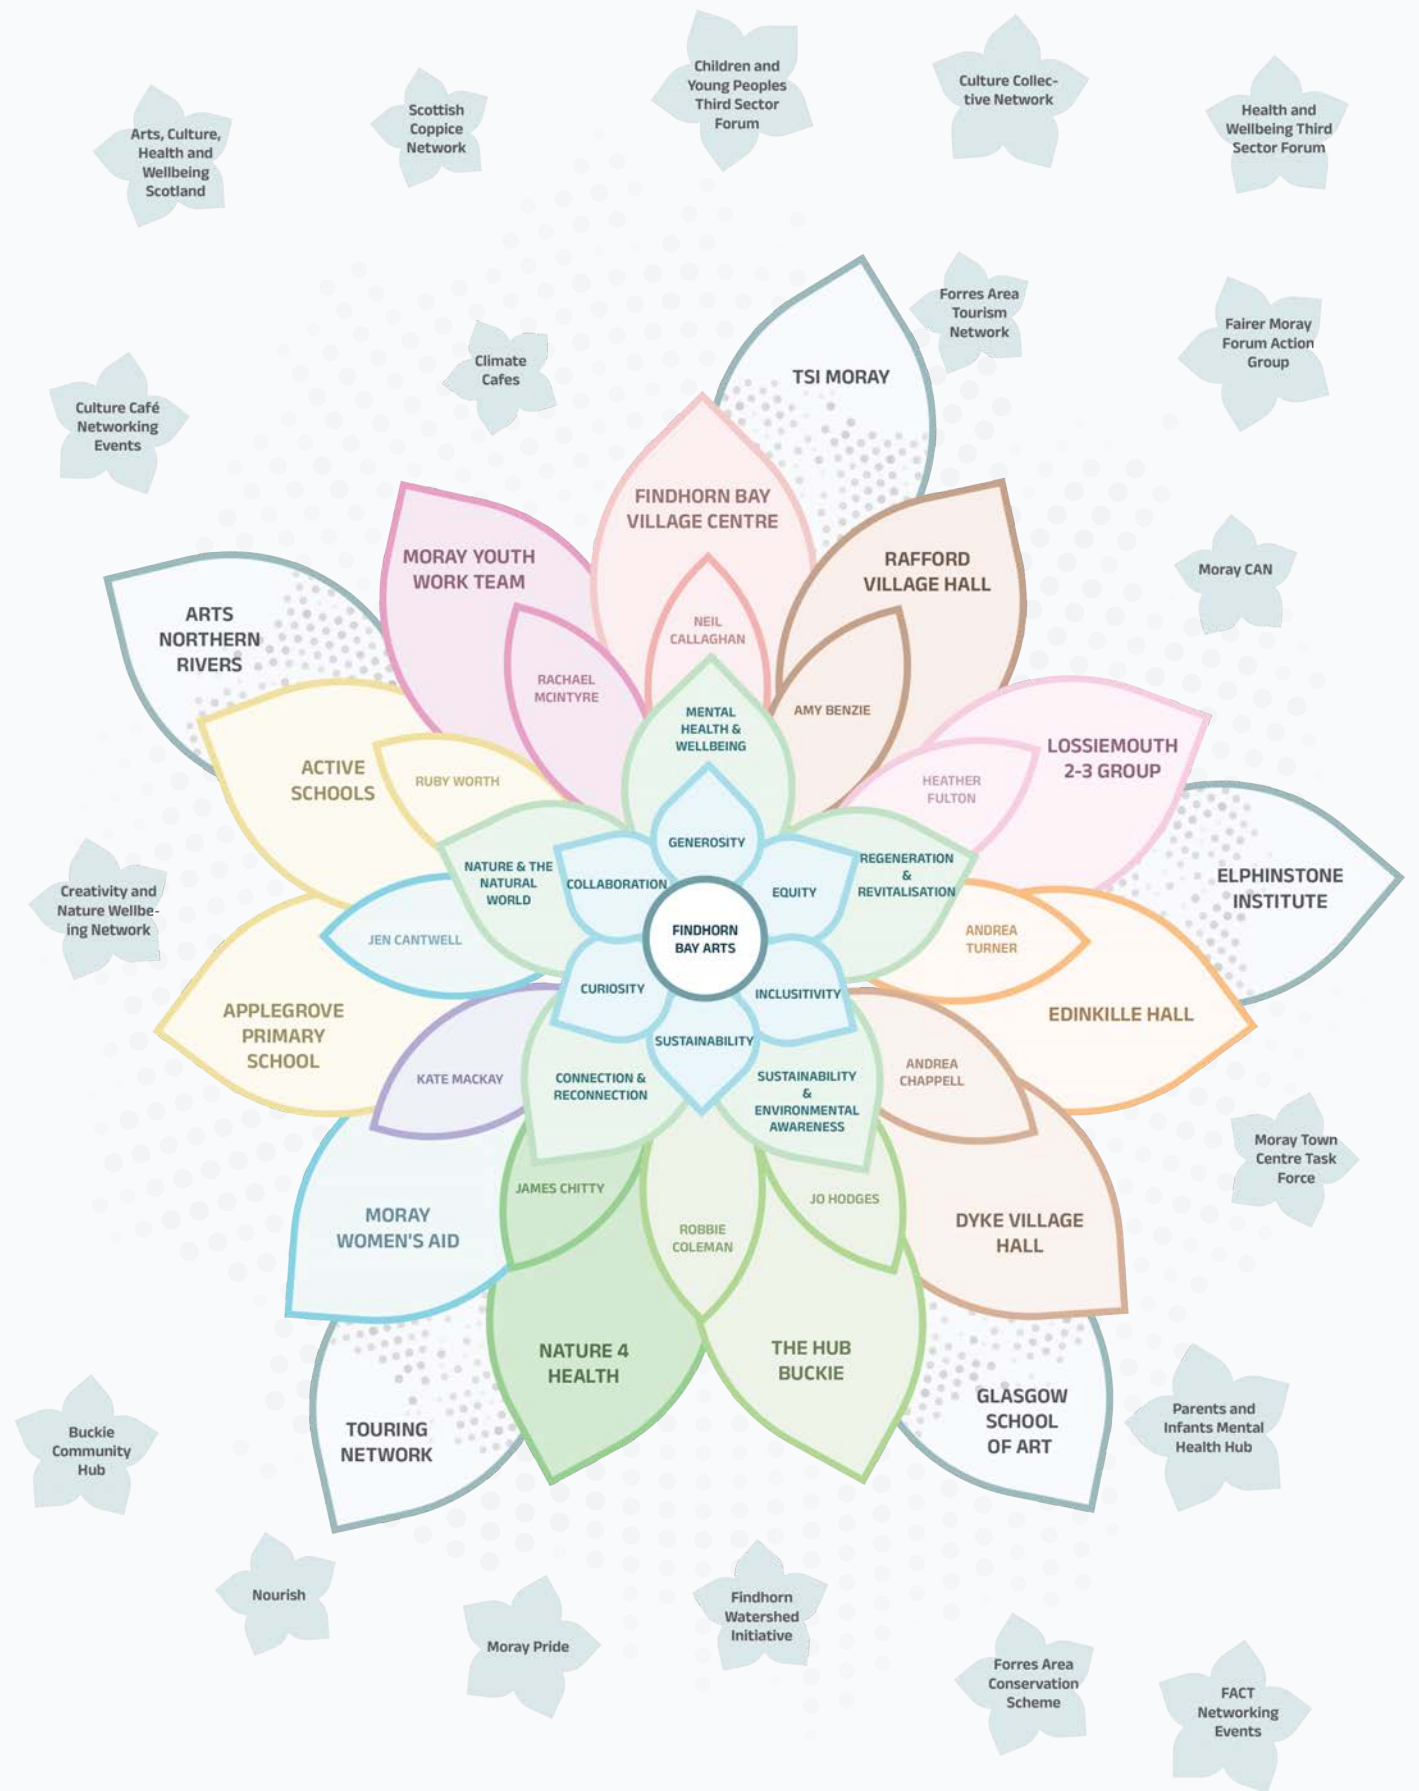 Children and
Young Peoples
Third Sector
Forum
Culture Collec-
tive Network
Scottish
Coppice
Network
Health and
Wellbeing Third
Sector Forum
Arts, Culture,
Health and
Wellbeing
Scotland
Forres Area
Tourism
Network
Fairer Moray
Forum Action
Group
Climate
Cafes
TSI MORAY
Culture Café
Networking
Events
FINDHORN BAY
VILLAGE CENTRE
MORAY YOUTH
WORK TEAM
RAFFORD
VILLAGE HALL
Moray CAN
ARTS
NORTHERN
RIVERS
NEIL
CALLAGHAN
RACHAEL
MCINTYRE
AMY BENZIE
MENTAL
HEALTH &
WELLBEING
LOSSIEMOUTH
2-3 GROUP
ACTIVE
SCHOOLS
RUBY WORTH
HEATHER
FULTON
GENEROSITY
NATURE & THE
NATURAL
WORLD
COLLABORATION
EQUITY
REGENERATION
&
REVITALISATION
ELPHINSTONE
INSTITUTE
Creativity and
Nature Wellbe-
ing Network
JEN CANTWELL
FINDHORN
BAY ARTS
ANDREA
TURNER
CURIOSITY
INCLUSITIVITY
APPLEGROVE
PRIMARY
SCHOOL
EDINKILLE HALL
SUSTAINABILITY
KATE MACKAY
CONNECTION &
RECONNECTION
SUSTAINABILITY
&
ENVIRONMENTAL
AWARENESS
ANDREA
CHAPPELL
Moray Town
Centre Task
Force
JAMES CHITTY
JO HODGES
MORAY
WOMEN'S AID
ROBBIE
COLEMAN
DYKE VILLAGE
HALL
NATURE 4
HEALTH
THE HUB
BUCKIE
TOURING
NETWORK
GLASGOW
SCHOOL
OF ART
Parents and
Infants Mental
Health Hub
Buckie
Community
Hub
Nourish
Moray Pride
Findhorn
Watershed
Initiative
Forres Area
Conservation
Scheme
FACT
Networking
Events